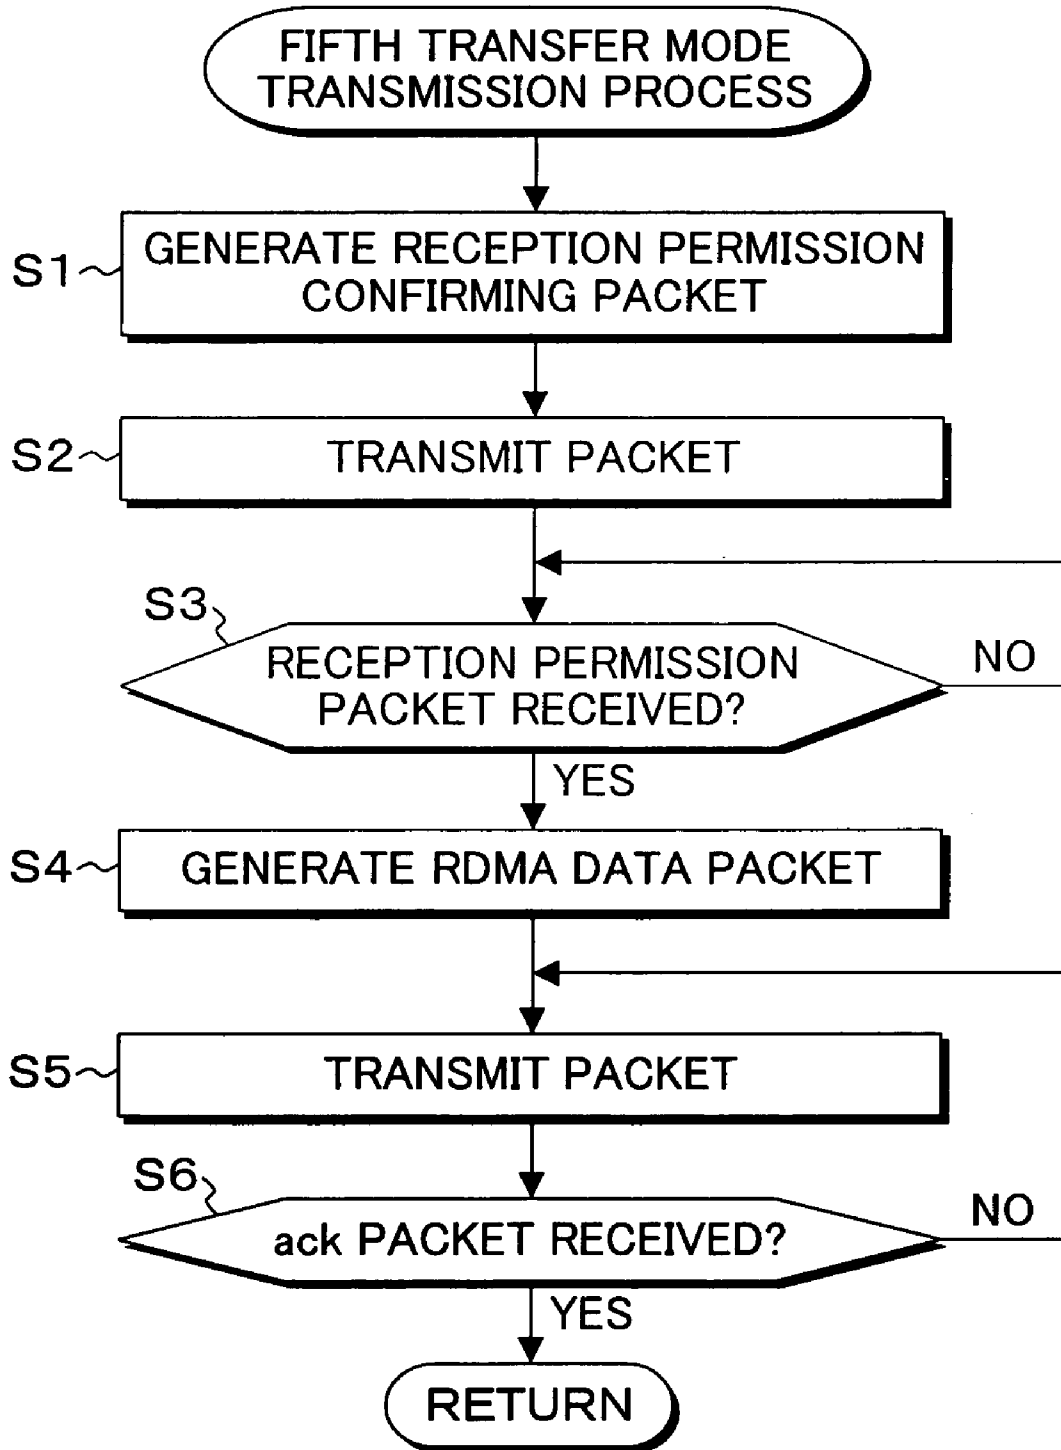 FIFTH TRANSFER MODE
TRANSMISSION PROCESS
S1
GENERATE RECEPTION PERMISSION
CONFIRMING PACKET
S2
TRANSMIT PACKET
S3
RECEPTION PERMISSION
PACKET RECEIVED?
NO
YES
S4
GENERATE RDMA DATA PACKET
S5
TRANSMIT PACKET
S6
ack PACKET RECEIVED?
NO
YES
RETURN